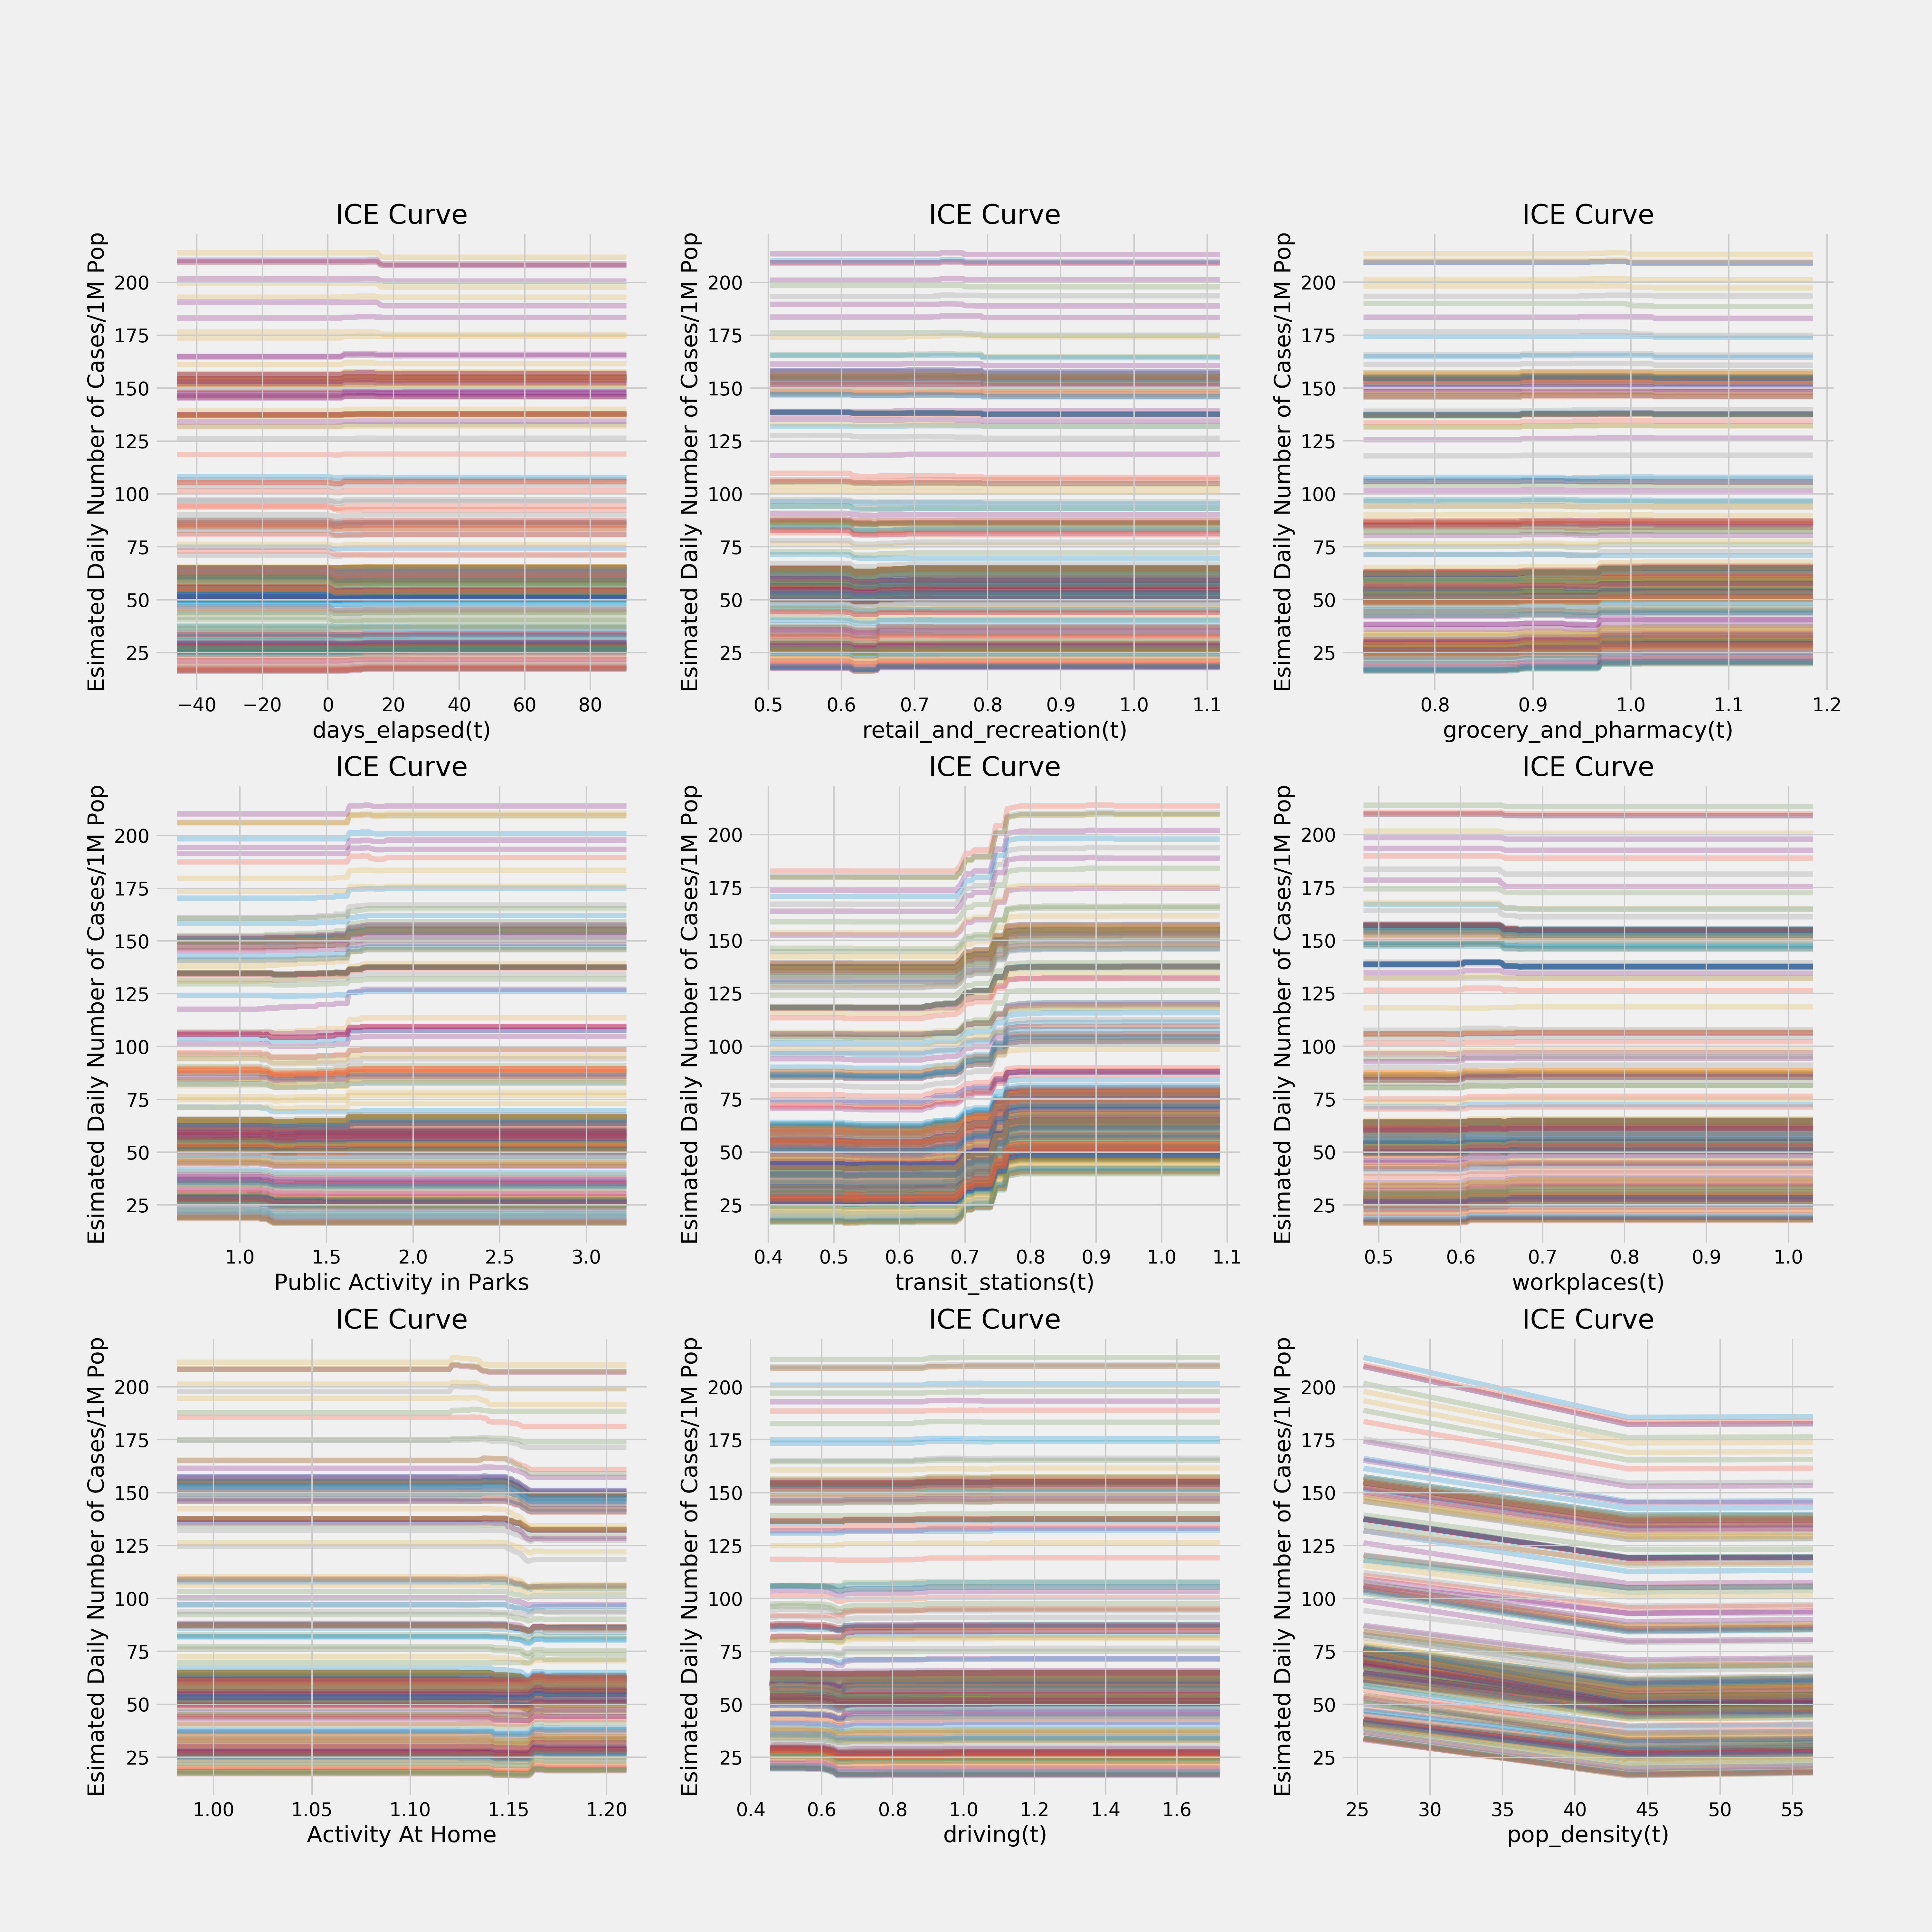 ICE Curve
Esimated Daily Number of Cases/1M Pop
200
175
150
125
100
75
50
25
−40 −20 0 20 40 60 80
days_elapsed(t)
ICE Curve
Esimated Daily Number of Cases/1M Pop
200
175
150
125
100
75
50
25
0.5 0.6 0.7 0.8 0.9 1.0 1.1
retail_and_recreation(t)
ICE Curve
Esimated Daily Number of Cases/1M Pop
200
175
150
125
100
75
50
25
0.8 0.9 1.0 1.1 1.2
grocery_and_pharmacy(t)
ICE Curve
Esimated Daily Number of Cases/1M Pop
200
175
150
125
100
75
50
25
1.0 1.5 2.0 2.5 3.0
Public Activity in Parks
ICE Curve
Esimated Daily Number of Cases/1M Pop
200
175
150
125
100
75
50
25
0.4 0.5 0.6 0.7 0.8 0.9 1.0 1.1
transit_stations(t)
ICE Curve
Esimated Daily Number of Cases/1M Pop
200
175
150
125
100
75
50
25
0.5 0.6 0.7 0.8 0.9 1.0
workplaces(t)
ICE Curve
Esimated Daily Number of Cases/1M Pop
200
175
150
125
100
75
50
25
1.00 1.05 1.10 1.15 1.20
Activity At Home
ICE Curve
Esimated Daily Number of Cases/1M Pop
200
175
150
125
100
75
50
25
0.4 0.6 0.8 1.0 1.2 1.4 1.6
driving(t)
ICE Curve
Esimated Daily Number of Cases/1M Pop
200
175
150
125
100
75
50
25
25 30 35 40 45 50 55
pop_density(t)